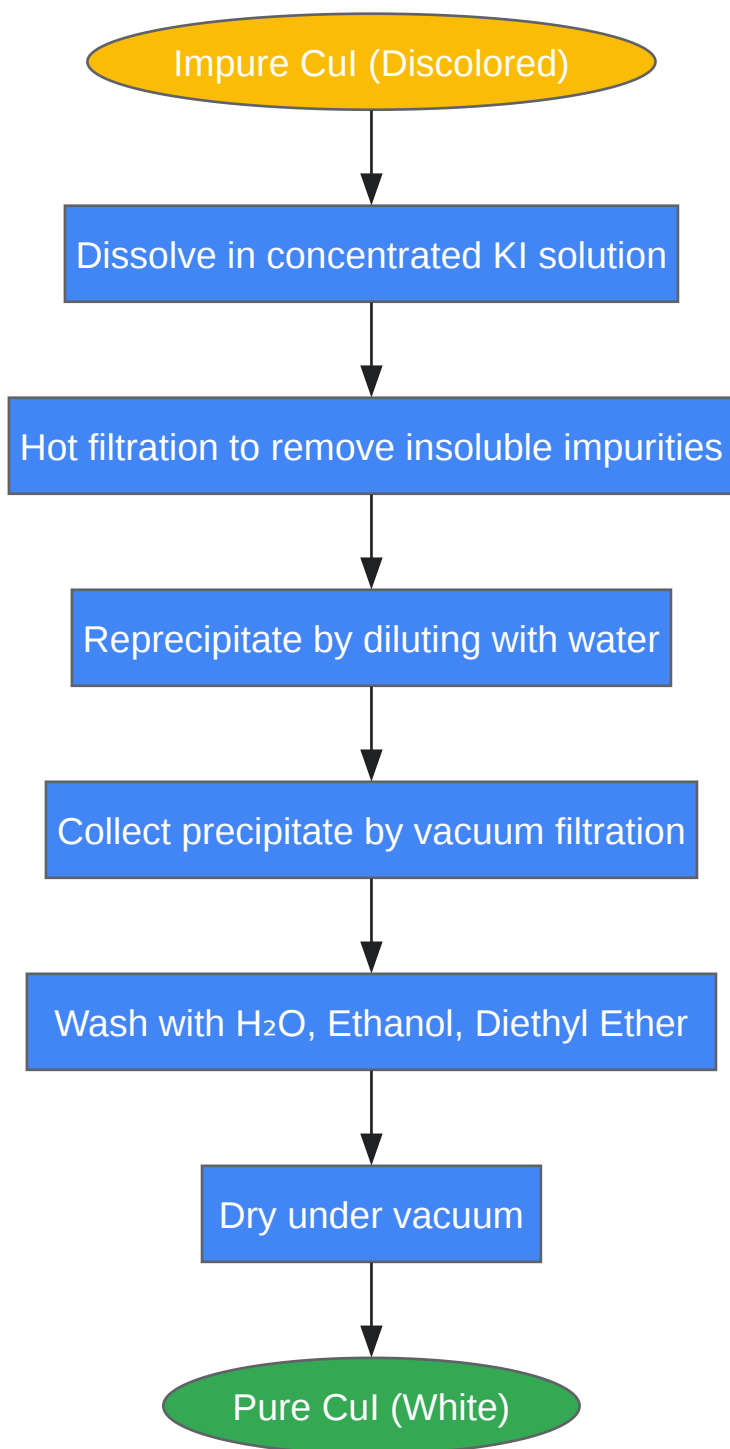 Impure CuI (Discolored)
Dissolve in concentrated KI solution
Hot filtration to remove insoluble impurities
Reprecipitate by diluting with water
Collect precipitate by vacuum filtration
Wash with H₂O, Ethanol, Diethyl Ether
Dry under vacuum
Pure CuI (White)